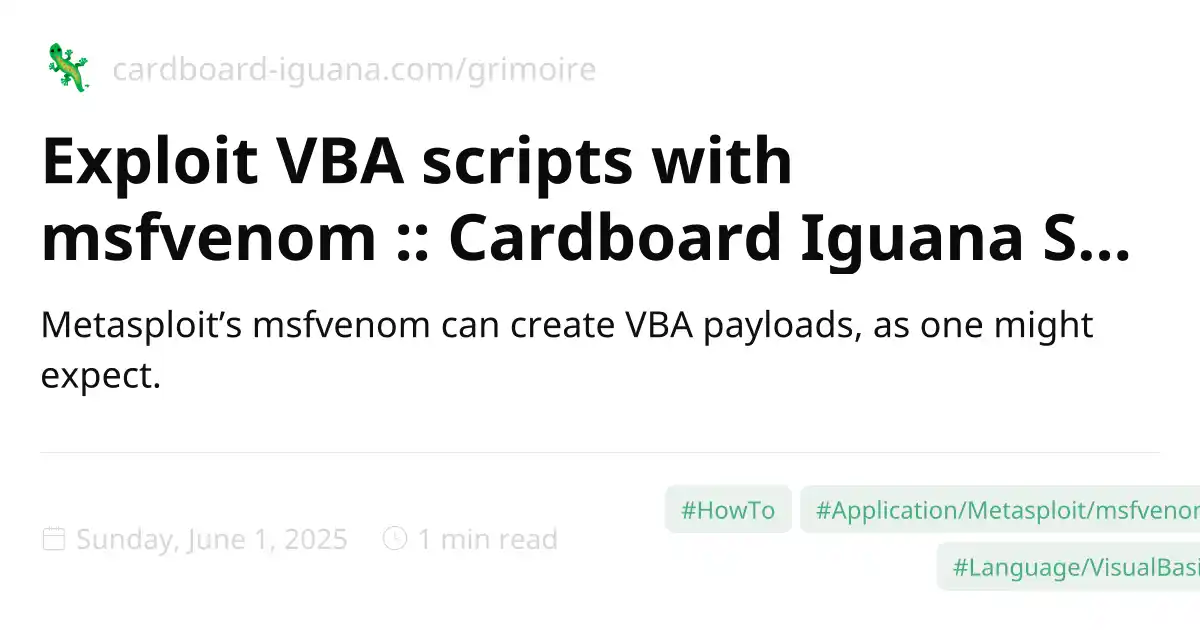 cardboard-iguana.com/grimoire
Exploit VBA scripts with
msfvenom :: Cardboard Iguana S...
Metasploit’s msfvenom can create VBA payloads, as one might
expect.
Sunday, June 1, 2025
1 min read
#HowTo
#Application/Metasploit/msfvenom
#Language/VisualBasi